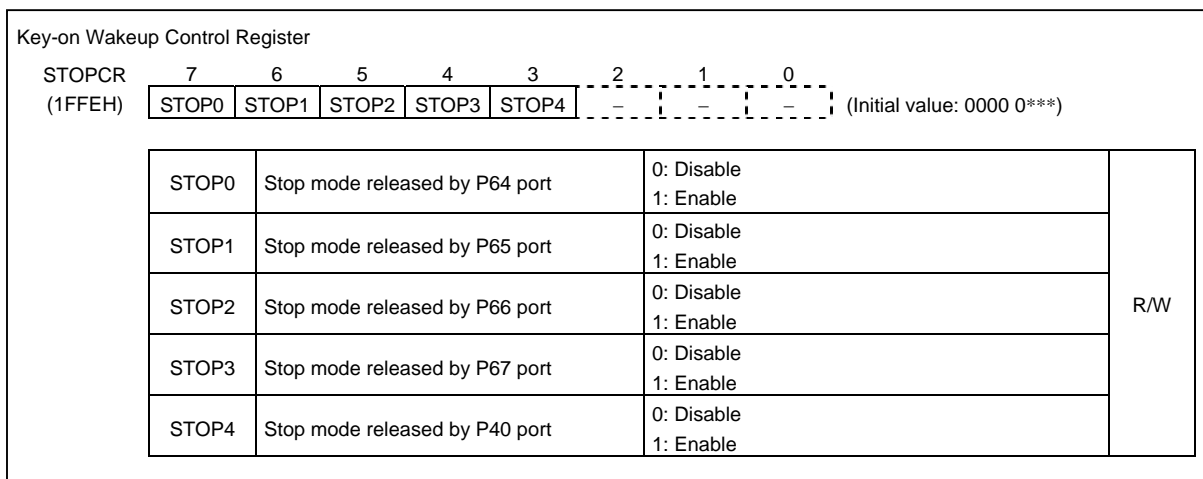 Key-on Wakeup Control Register
STOPCR 7 6 5 4 3 2 1 0
(1FFEH) STOP0 STOP1 STOP2 STOP3 STOP4 – – – (Initial value: 0000 0***)
STOP0 Stop mode released by P64 port 0: Disable
1: Enable
STOP1 Stop mode released by P65 port 0: Disable
1: Enable
STOP2 Stop mode released by P66 port 0: Disable
1: Enable
R/W
STOP3 Stop mode released by P67 port 0: Disable
1: Enable
STOP4 Stop mode released by P40 port 0: Disable
1: Enable